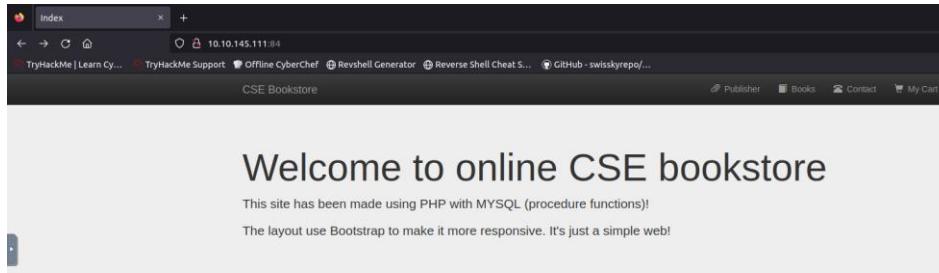 Index × +
10.10.145.111:84
TryHackMe | Learn Cy... TryHackMe Support Offline CyberChef Revshell Generator Reverse Shell Cheat S... GitHub - swisskyrepo/...
CSE Bookstore Publisher Books Contact My Cart
Welcome to online CSE bookstore
This site has been made using PHP with MYSQL (procedure functions)!
The layout use Bootstrap to make it more responsive. It's just a simple web!